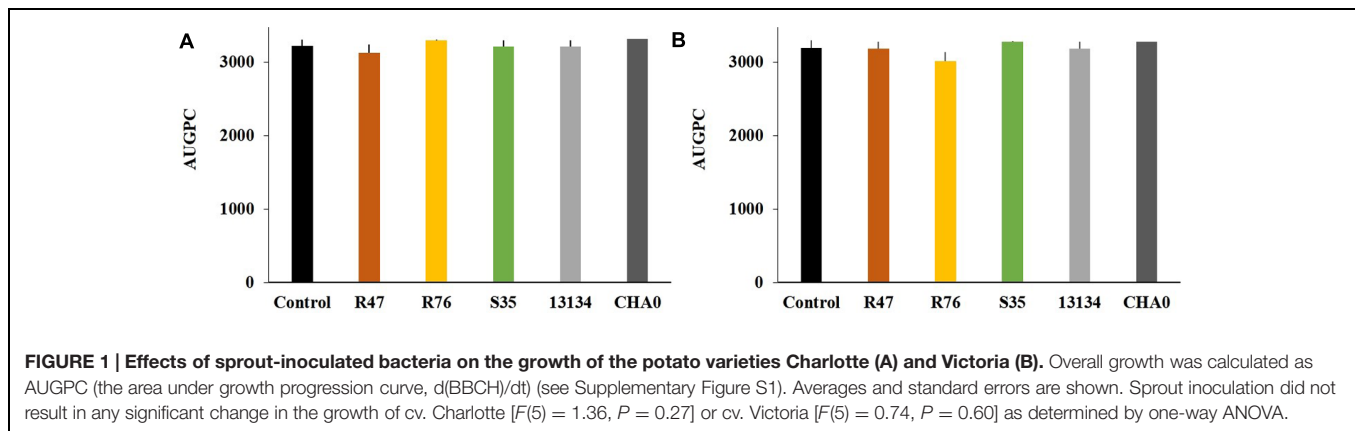 A
B
3000
2000
1000
0
AUGPC
Control R47 R76 S35 13134 CHA0
3000
2000
1000
0
AUGPC
Control R47 R76 S35 13134 CHA0
FIGURE 1 | Effects of sprout-inoculated bacteria on the growth of the potato varieties Charlotte (A) and Victoria (B). Overall growth was calculated as
AUGPC (the area under growth progression curve, d(BBCH)/dt) (see Supplementary Figure S1). Averages and standard errors are shown. Sprout inoculation did not
result in any significant change in the growth of cv. Charlotte [F(5) = 1.36, P = 0.27] or cv. Victoria [F(5) = 0.74, P = 0.60] as determined by one-way ANOVA.